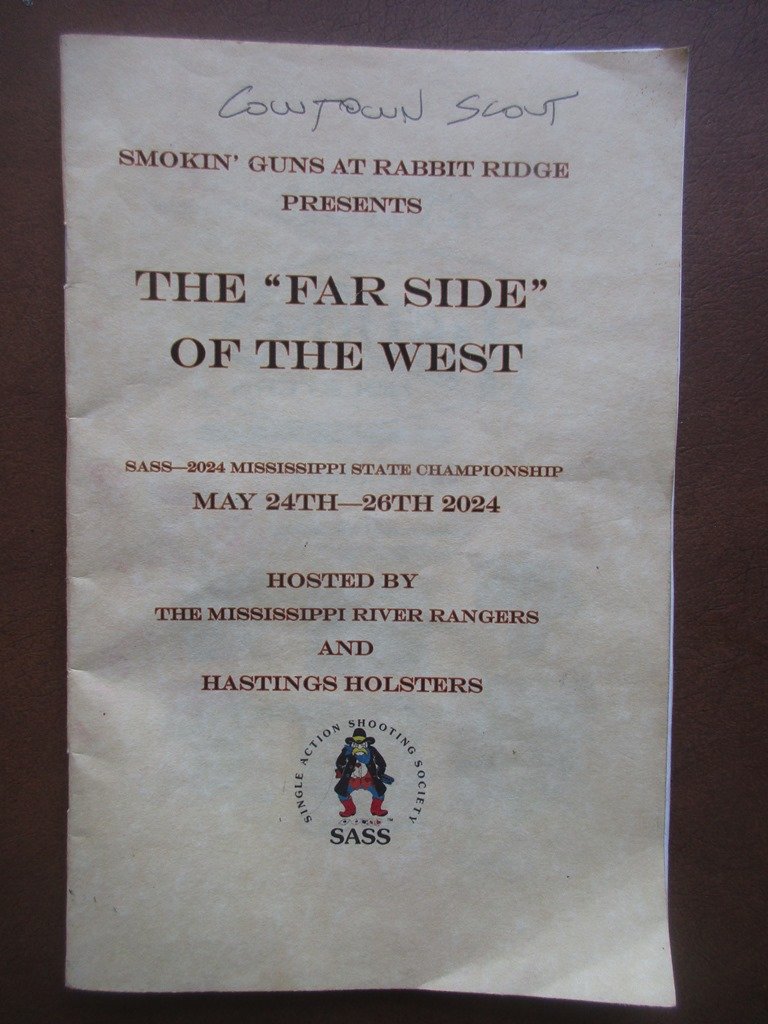 COWTOWN SCOUT
SMOKIN' GUNS AT RABBIT RIDGE
PRESENTS
THE "FAR SIDE"
OF THE WEST
SASS—2024 MISSISSIPPI STATE CHAMPIONSHIP
MAY 24TH—26TH 2024
HOSTED BY
THE MISSISSIPPI RIVER RANGERS
AND
HASTINGS HOLSTERS
SINGLE ACTION SHOOTING SOCIETY
SASS